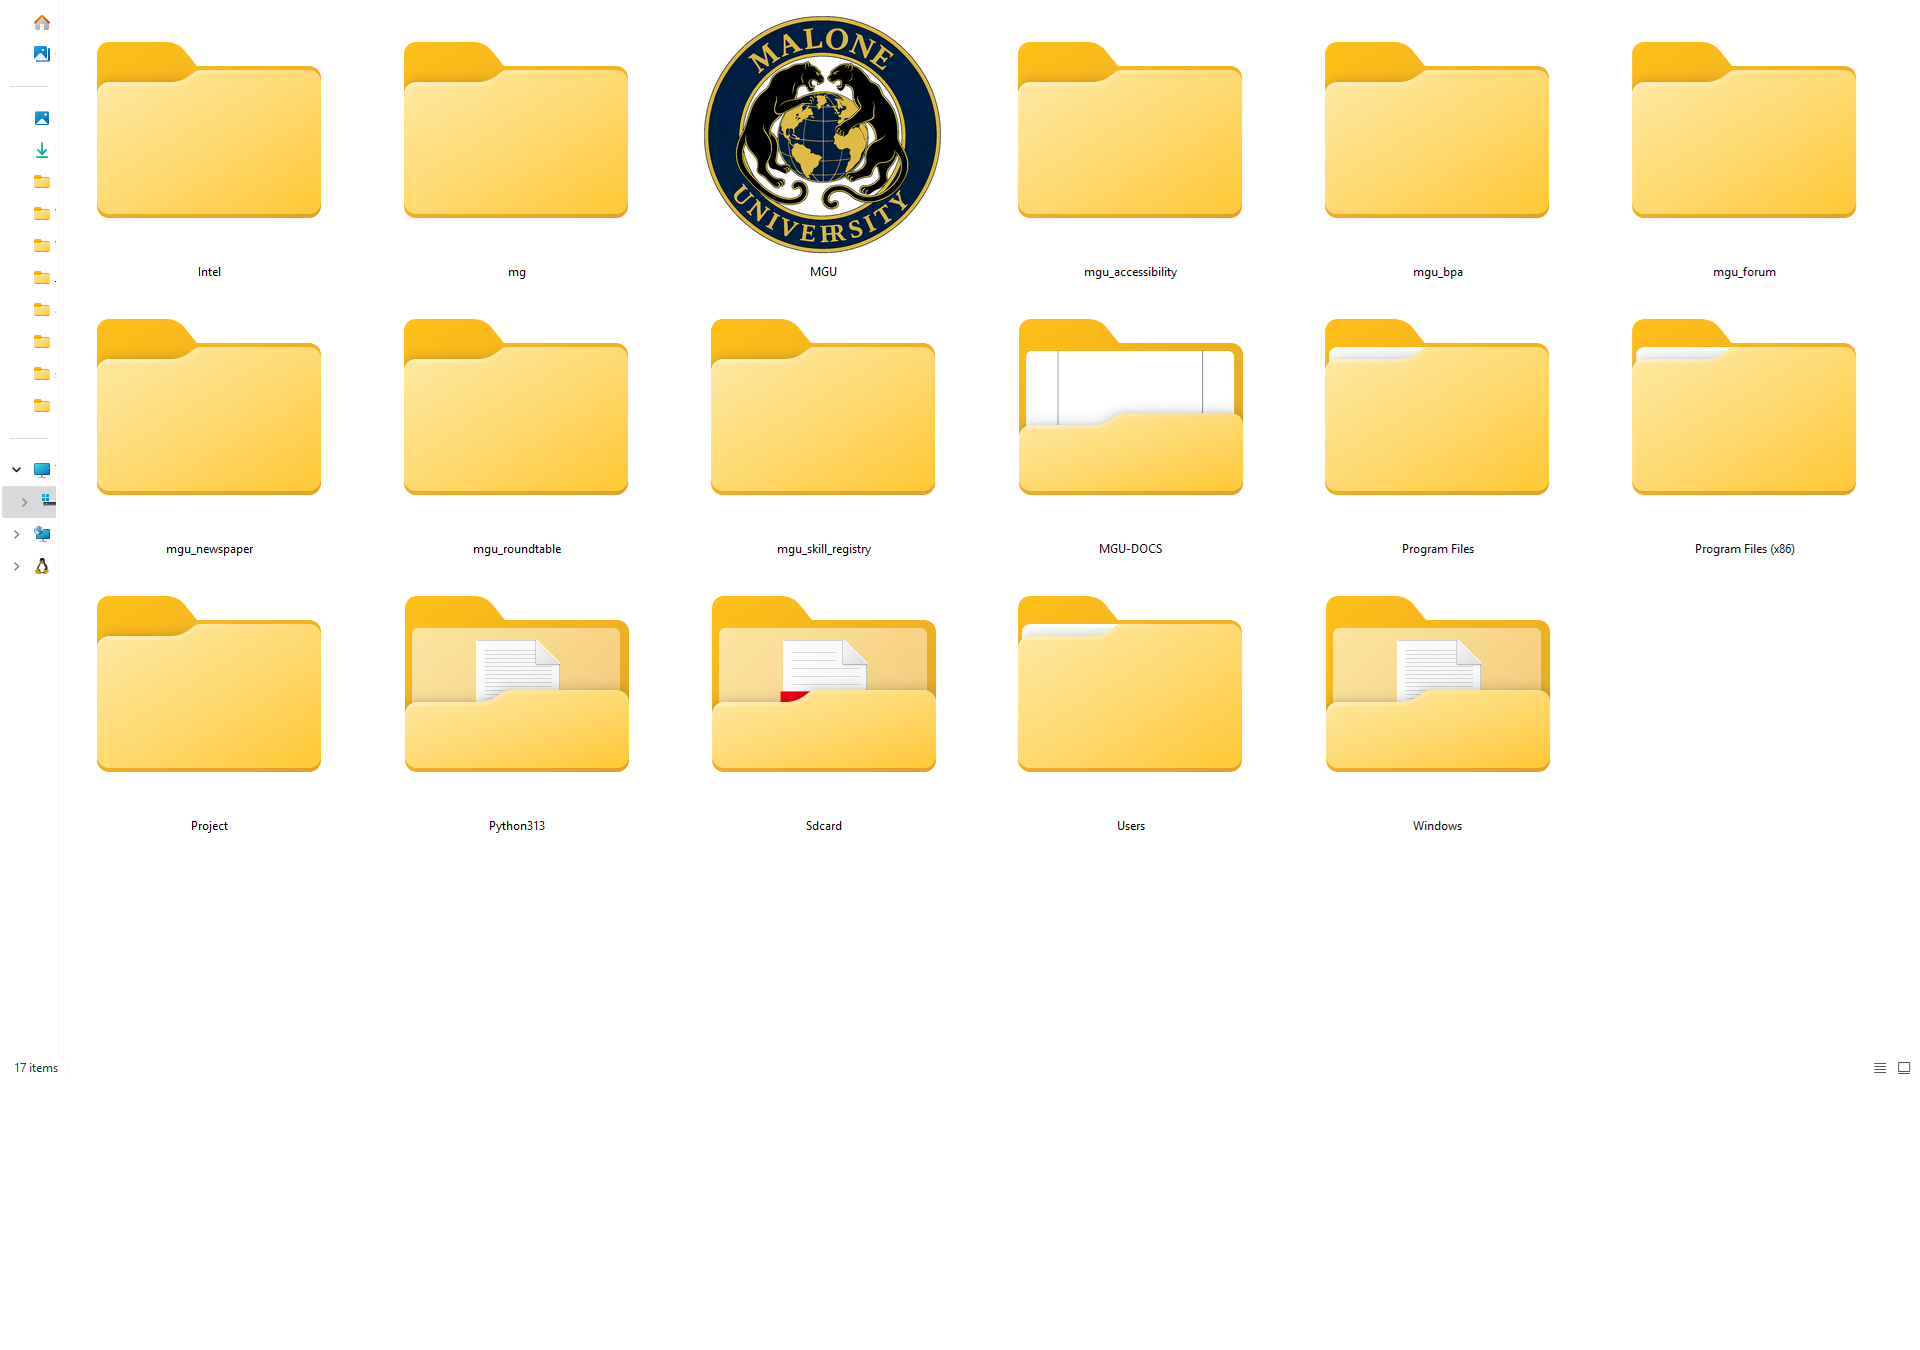 MALONE
UNIVEHRSITY
Intel
mg
MGU
mgu_accessibility
mgu_bpa
mgu_forum
mgu_newspaper
mgu_roundtable
mgu_skill_registry
MGU-DOCS
Program Files
Program Files (x86)
Project
Python313
Sdcard
Users
Windows
17 items